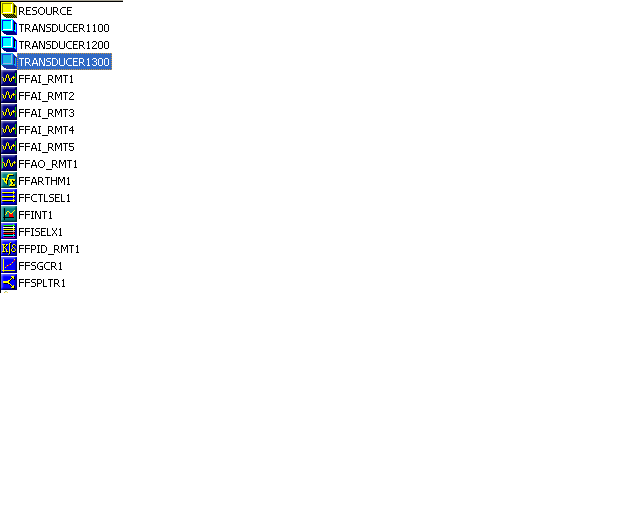 RESOURCE
TRANSDUCER1100
TRANSDUCER1200
TRANSDUCER1300
FFAI_RMT1
FFAI_RMT2
FFAI_RMT3
FFAI_RMT4
FFAI_RMT5
FFAO_RMT1
FFARTHM1
FFCTLSEL1
FFINT1
FFISELX1
FFPID_RMT1
FFSGCR1
FFSPLTR1